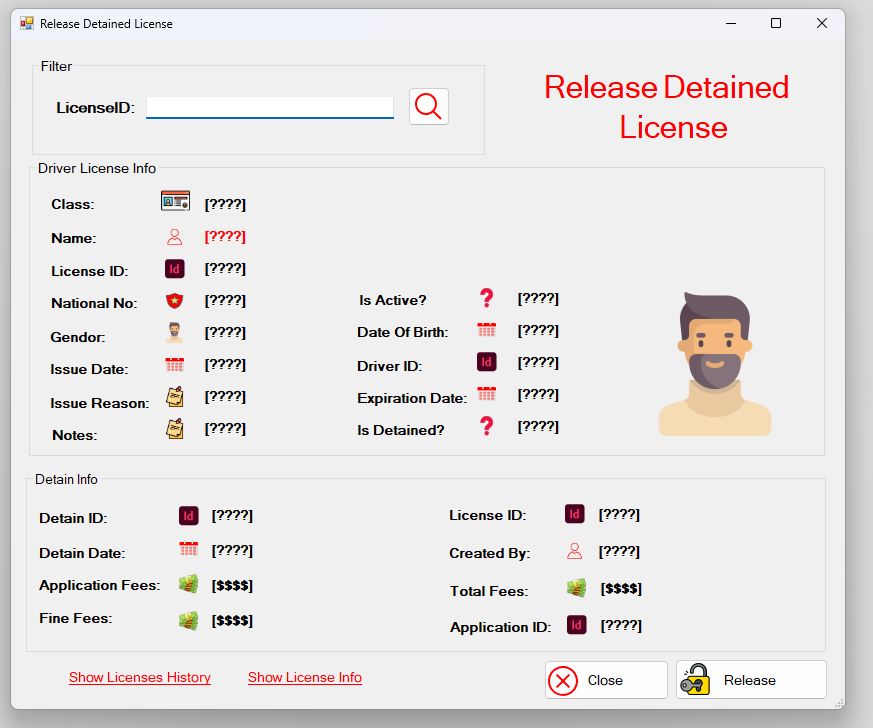 Release Detained License
Filter
LicenseID:
Release Detained
License
Driver License Info
Class: [????]
Name: [????]
License ID: Id [????]
National No: [????]
Is Active? [????]
Gendor: [????]
Date Of Birth: [????]
Issue Date: [????]
Driver ID: Id [????]
Issue Reason: [????]
Expiration Date: [????]
Notes: [????]
Is Detained? [????]
Detain Info
Detain ID: Id [????]
License ID: Id [????]
Detain Date: [????]
Created By: [????]
Application Fees: [$$$$]
Total Fees: [$$$$]
Fine Fees: [$$$$]
Application ID: Id [????]
Show Licenses History
Show License Info
Close
Release